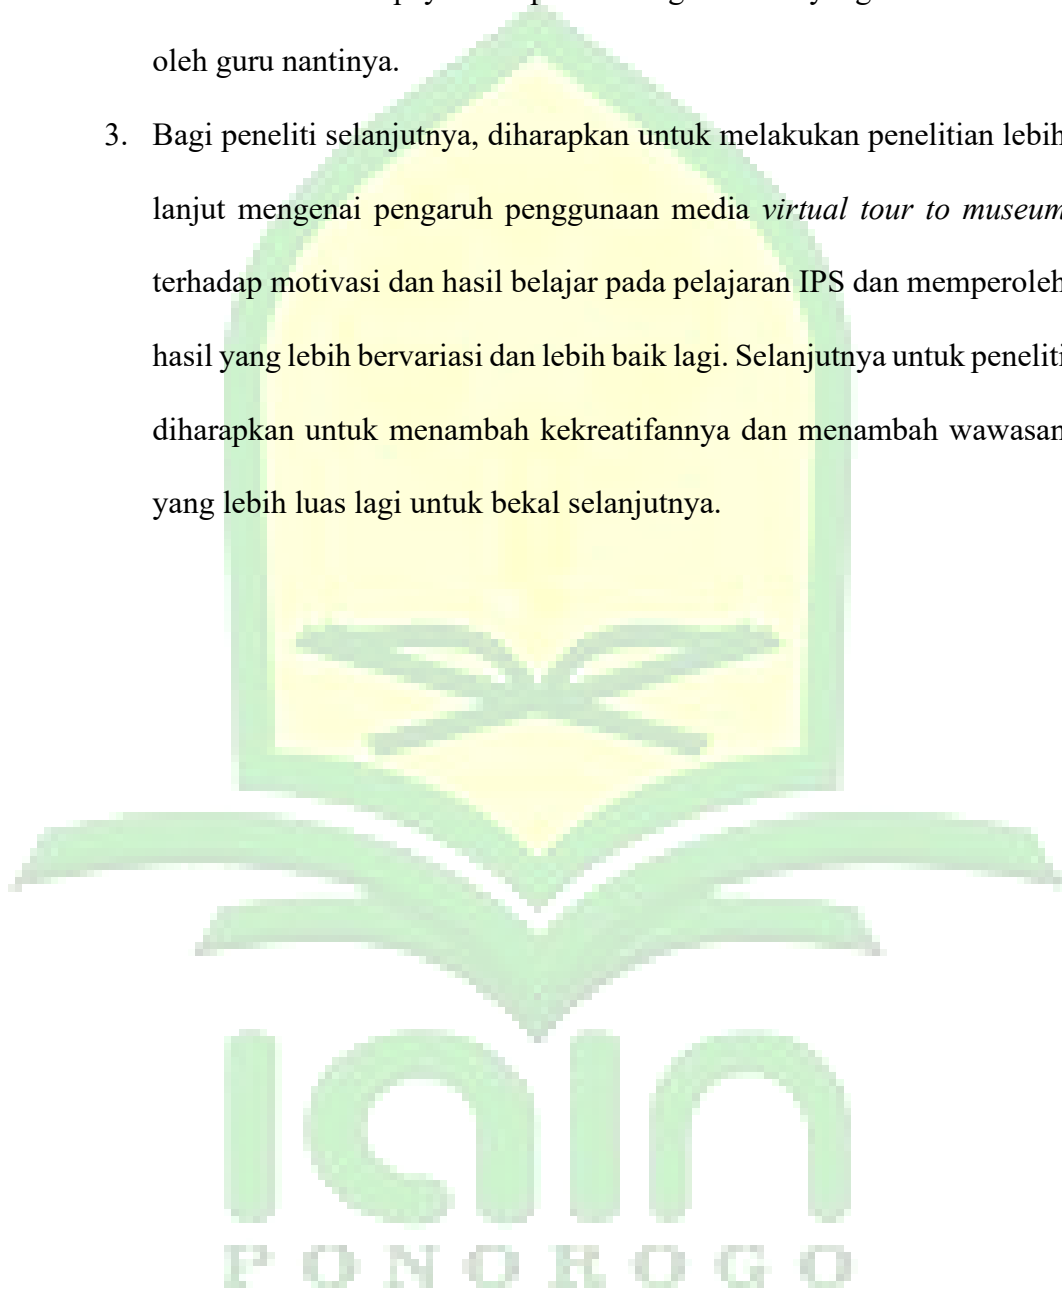 oleh guru nantinya.
3. Bagi peneliti selanjutnya, diharapkan untuk melakukan penelitian lebih
lanjut mengenai pengaruh penggunaan media virtual tour to museum
terhadap motivasi dan hasil belajar pada pelajaran IPS dan memperoleh
hasil yang lebih bervariasi dan lebih baik lagi. Selanjutnya untuk peneliti
diharapkan untuk menambah kekreatifannya dan menambah wawasan
yang lebih luas lagi untuk bekal selanjutnya.
IAIN
PONOROGO